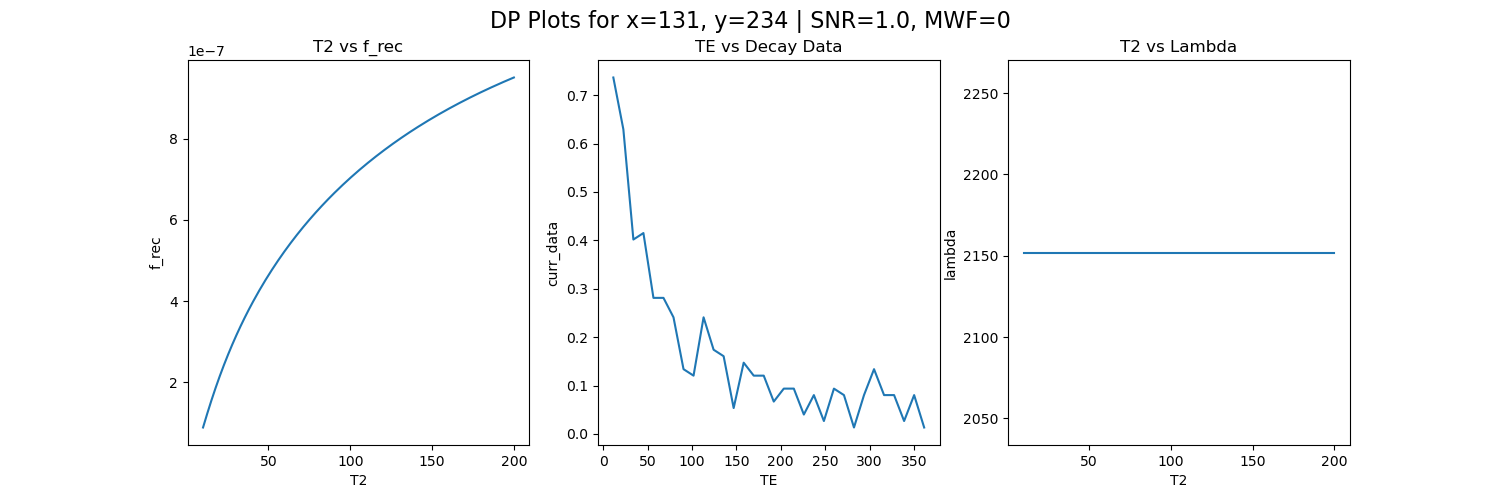 DP Plots for x=131, y=234 | SNR=1.0, MWF=0
T2 vs f_rec
1e−7
8
6
4
2
f_rec
50 100 150 200
T2
TE vs Decay Data
0.7
0.6
0.5
0.4
0.3
0.2
0.1
0.0
curr_data
0 50 100 150 200 250 300 350
TE
T2 vs Lambda
2250
2200
2150
2100
2050
lambda
50 100 150 200
T2